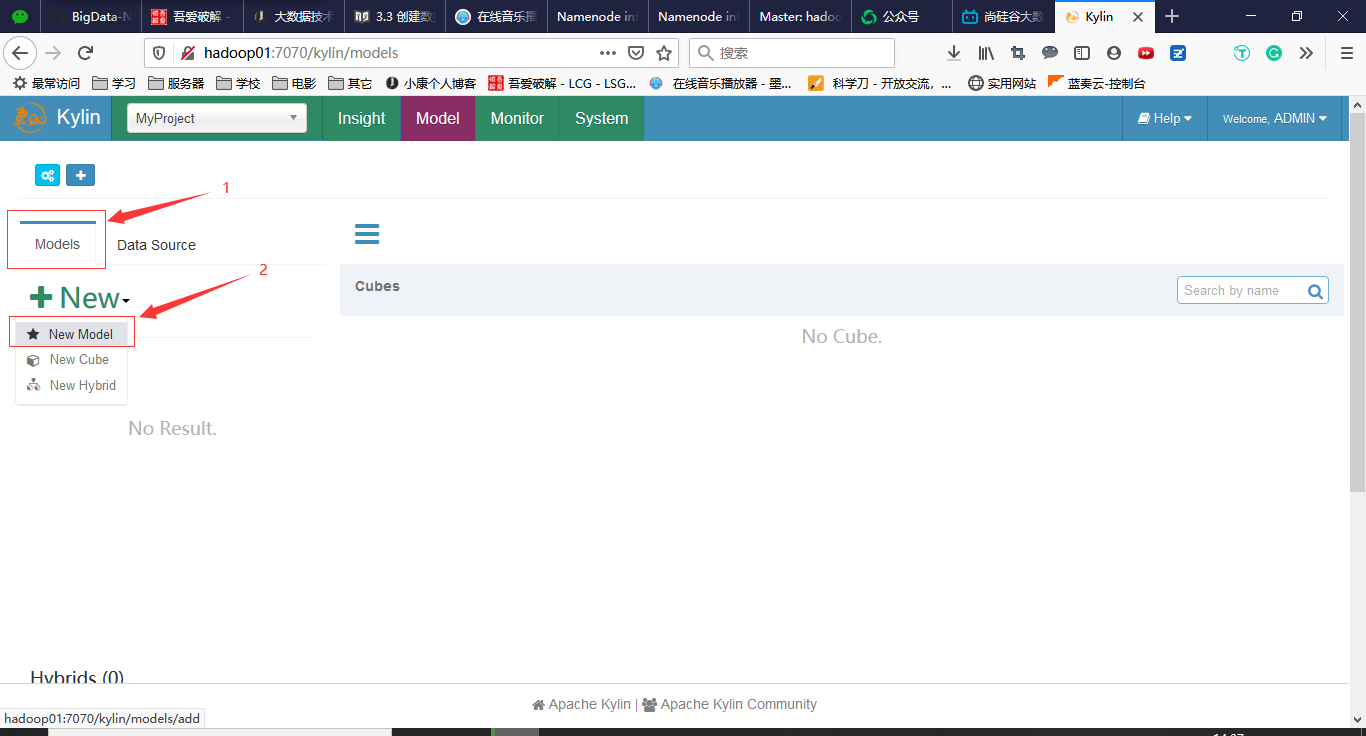 BigData-N
吾爱破解 -
大数据技术
3.3 创建数
在线音乐播
Namenode inf
Namenode inf
Master: hadoo
公众号
尚硅谷大数
Kylin
hadoop01:7070/kylin/models
搜索
最常访问 学习 服务器 学校 电影 其它 小康个人博客 吾爱破解 - LCG - LSG... 在线音乐播放器 - 墨... 科学刀 - 开放交流，... 实用网站 蓝奏云-控制台
Kylin MyProject Insight Model Monitor System Help Welcome, ADMIN
1
Models Data Source
2
New
Cubes Search by name
New Model
No Cube.
New Cube
New Hybrid
No Result.
Hybrids (0)
Apache Kylin | Apache Kylin Community
hadoop01:7070/kylin/models/add